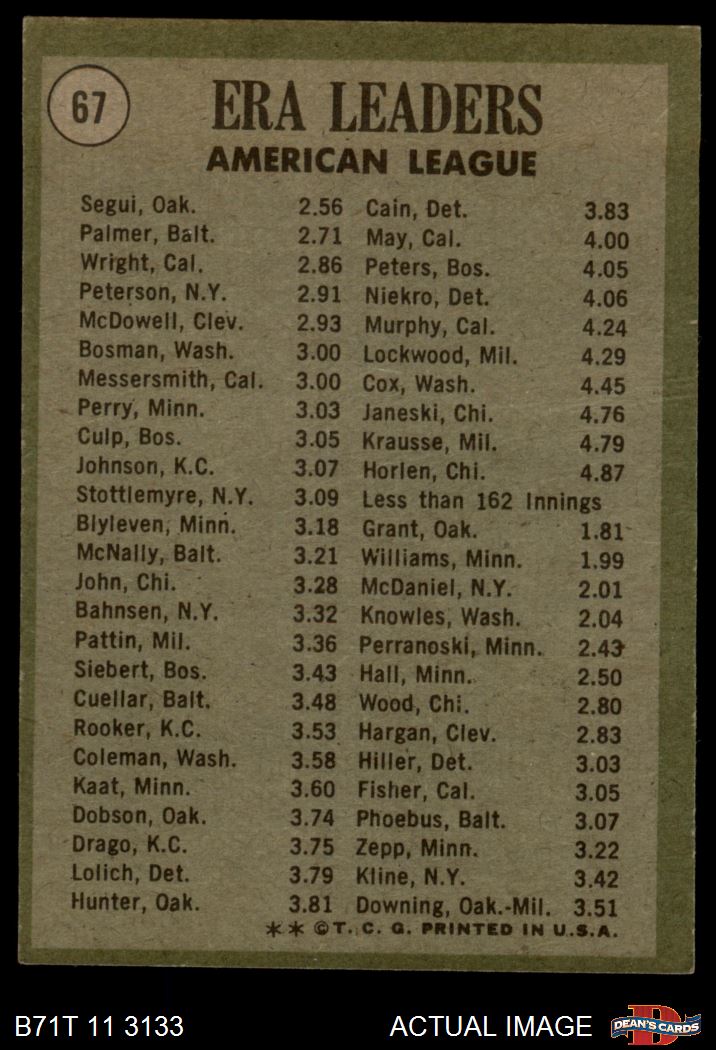 67
ERA LEADERS
AMERICAN LEAGUE
Segui, Oak. 2.56
Palmer, Balt. 2.71
Wright, Cal. 2.86
Peterson, N.Y. 2.91
McDowell, Clev. 2.93
Bosman, Wash. 3.00
Messersmith, Cal. 3.00
Perry, Minn. 3.03
Culp, Bos. 3.05
Johnson, K.C. 3.07
Stottlemyre, N.Y. 3.09
Blyleven, Minn. 3.18
McNally, Balt. 3.21
John, Chi. 3.28
Bahnsen, N.Y. 3.32
Pattin, Mil. 3.36
Siebert, Bos. 3.43
Cuellar, Balt. 3.48
Rooker, K.C. 3.53
Coleman, Wash. 3.58
Kaat, Minn. 3.60
Dobson, Oak. 3.74
Drago, K.C. 3.75
Lolich, Det. 3.79
Hunter, Oak. 3.81
Cain, Det. 3.83
May, Cal. 4.00
Peters, Bos. 4.05
Niekro, Det. 4.06
Murphy, Cal. 4.24
Lockwood, Mil. 4.29
Cox, Wash. 4.45
Janeski, Chi. 4.76
Krausse, Mil. 4.79
Horlen, Chi. 4.87
Less than 162 Innings
Grant, Oak. 1.81
Williams, Minn. 1.99
McDaniel, N.Y. 2.01
Knowles, Wash. 2.04
Perranoski, Minn. 2.43
Hall, Minn. 2.50
Wood, Chi. 2.80
Hargan, Clev. 2.83
Hiller, Det. 3.03
Fisher, Cal. 3.05
Phoebus, Balt. 3.07
Zepp, Minn. 3.22
Kline, N.Y. 3.42
Downing, Oak.-Mil. 3.51
** ©T. C. G. PRINTED IN U.S.A.
B71T 11 3133
ACTUAL IMAGE
D
DEAN'S CARDS